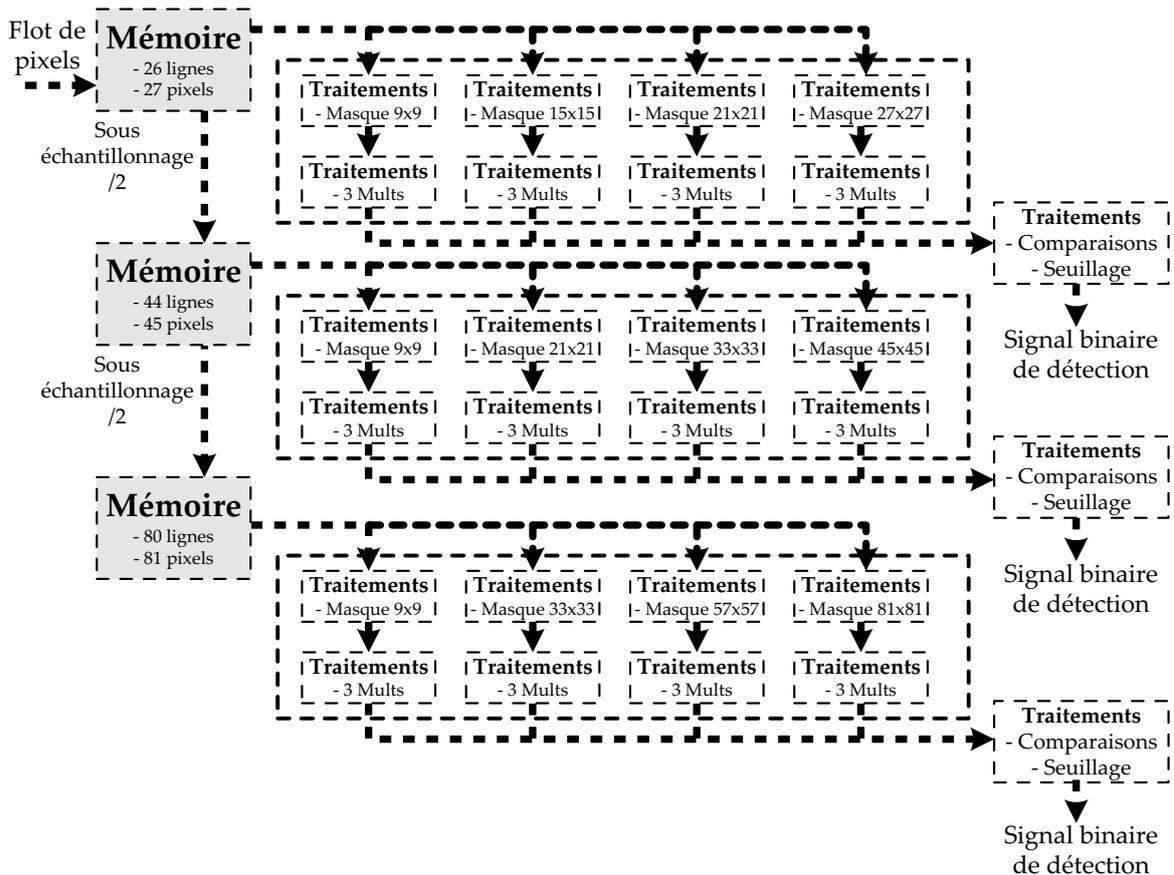 Flot de
pixels
Mémoire
- 26 lignes
- 27 pixels
Sous
échantillonnage
/2
Traitements
- Masque 9x9
Traitements
- Masque 15x15
Traitements
- Masque 21x21
Traitements
- Masque 27x27
Traitements
- 3 Mults
Traitements
- 3 Mults
Traitements
- 3 Mults
Traitements
- 3 Mults
Traitements
- Comparaisons
- Seuillage
Signal binaire
de détection
Mémoire
- 44 lignes
- 45 pixels
Sous
échantillonnage
/2
Traitements
- Masque 9x9
Traitements
- Masque 21x21
Traitements
- Masque 33x33
Traitements
- Masque 45x45
Traitements
- 3 Mults
Traitements
- 3 Mults
Traitements
- 3 Mults
Traitements
- 3 Mults
Traitements
- Comparaisons
- Seuillage
Signal binaire
de détection
Mémoire
- 80 lignes
- 81 pixels
Traitements
- Masque 9x9
Traitements
- Masque 33x33
Traitements
- Masque 57x57
Traitements
- Masque 81x81
Traitements
- 3 Mults
Traitements
- 3 Mults
Traitements
- 3 Mults
Traitements
- 3 Mults
Traitements
- Comparaisons
- Seuillage
Signal binaire
de détection